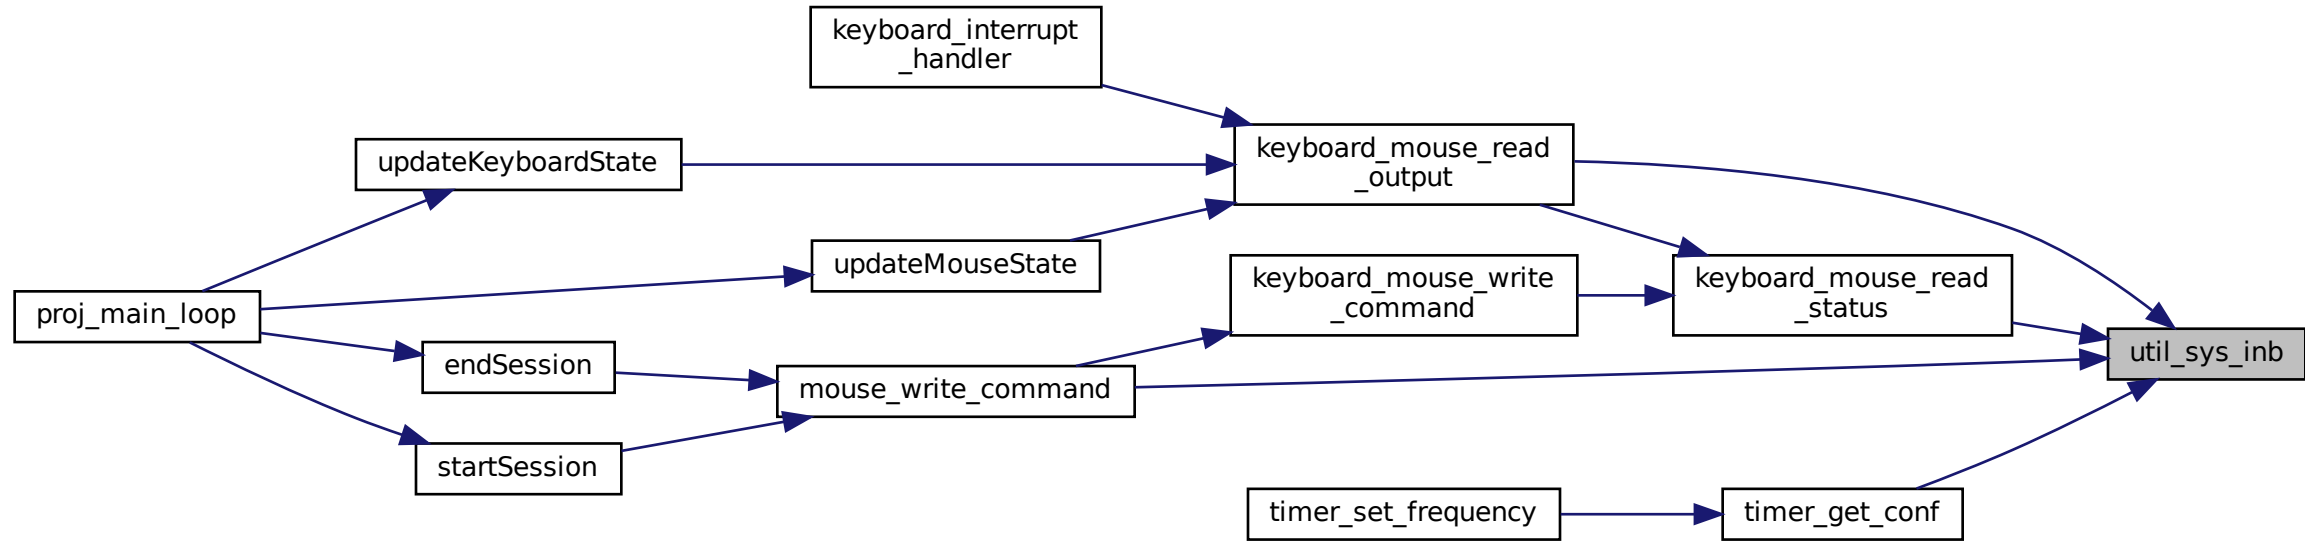 keyboard_interrupt
_handler
keyboard_mouse_read
_output
updateKeyboardState
updateMouseState
keyboard_mouse_write
_command
keyboard_mouse_read
_status
proj_main_loop
util_sys_inb
endSession
mouse_write_command
startSession
timer_set_frequency
timer_get_conf